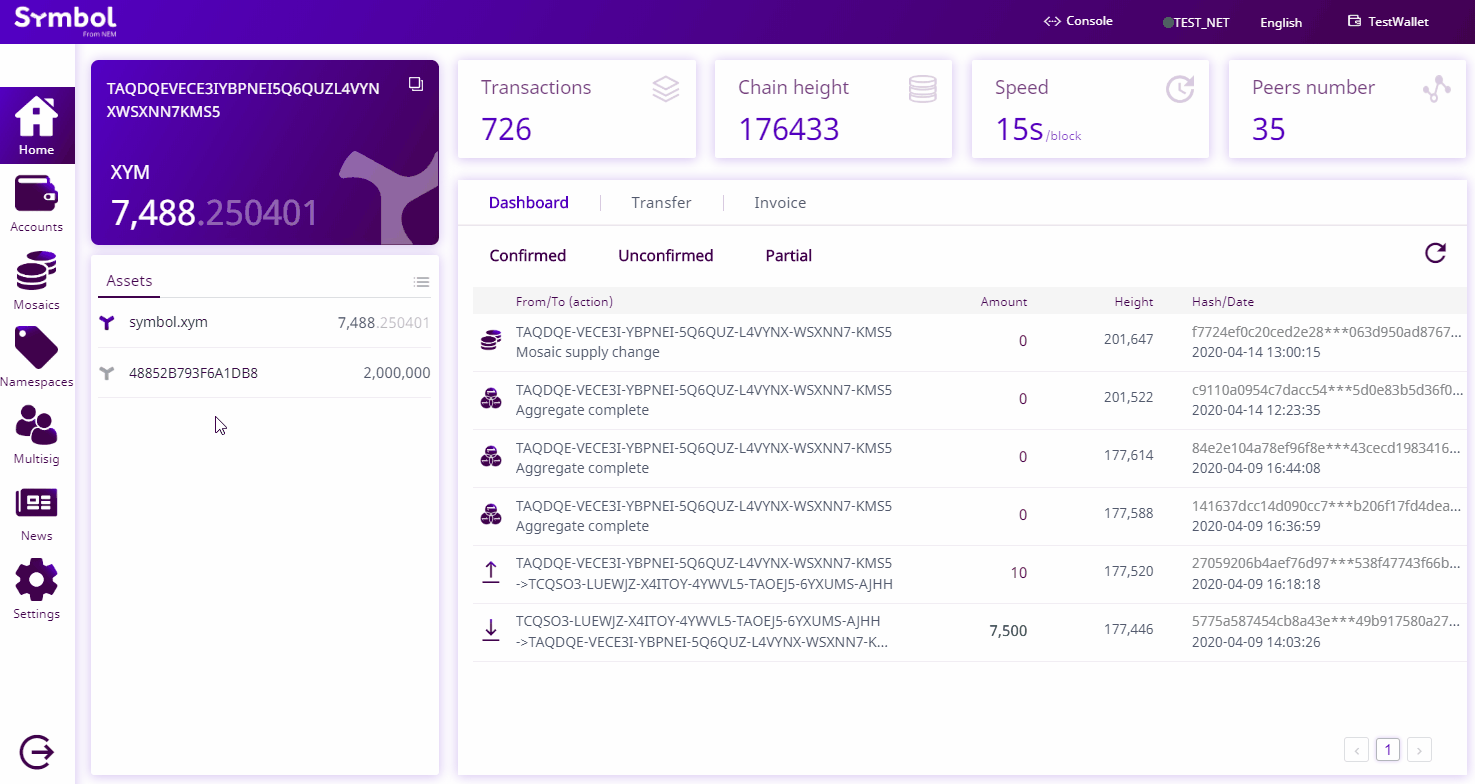 Symbol
From NEM
Console
TEST_NET
English
TestWallet
Home
Accounts
Mosaics
Namespaces
Multisig
News
Settings
TAQDQEVECE3IYBPNEI5Q6QUZL4VYN
XWSXNN7KMS5
XYM
7,488.250401
Assets
symbol.xym 7,488.250401
48852B793F6A1DB8 2,000,000
Transactions
726
Chain height
176433
Speed
15s/block
Peers number
35
Dashboard Transfer Invoice
Confirmed Unconfirmed Partial
From/To (action) Amount Height Hash/Date
TAQDQE-VECE3I-YBPNEI-5Q6QUZ-L4VYNX-WSXNN7-KMS5 0 201,647 f7724ef0c20ced2e28***063d950ad8767...
Mosaic supply change 2020-04-14 13:00:15
TAQDQE-VECE3I-YBPNEI-5Q6QUZ-L4VYNX-WSXNN7-KMS5 0 201,522 c9110a0954c7dacc54***5d0e83b5d36f0...
Aggregate complete 2020-04-14 12:23:35
TAQDQE-VECE3I-YBPNEI-5Q6QUZ-L4VYNX-WSXNN7-KMS5 0 177,614 84e2e104a78ef96f8e***43cecd1983416...
Aggregate complete 2020-04-09 16:44:08
TAQDQE-VECE3I-YBPNEI-5Q6QUZ-L4VYNX-WSXNN7-KMS5 0 177,588 141637dcc14d090cc7***b206f17fd4dea...
Aggregate complete 2020-04-09 16:36:59
TAQDQE-VECE3I-YBPNEI-5Q6QUZ-L4VYNX-WSXNN7-KMS5 10 177,520 27059206b4aef76d97***538f47743f66b...
->TCQSO3-LUEWJZ-X4ITOY-4YWVL5-TAOEJ5-6YXUMS-AJHH 2020-04-09 16:18:18
TCQSO3-LUEWJZ-X4ITOY-4YWVL5-TAOEJ5-6YXUMS-AJHH 7,500 177,446 5775a587454cb8a43e***49b917580a27...
->TAQDQE-VECE3I-YBPNEI-5Q6QUZ-L4VYNX-WSXNN7-K... 2020-04-09 14:03:26
1